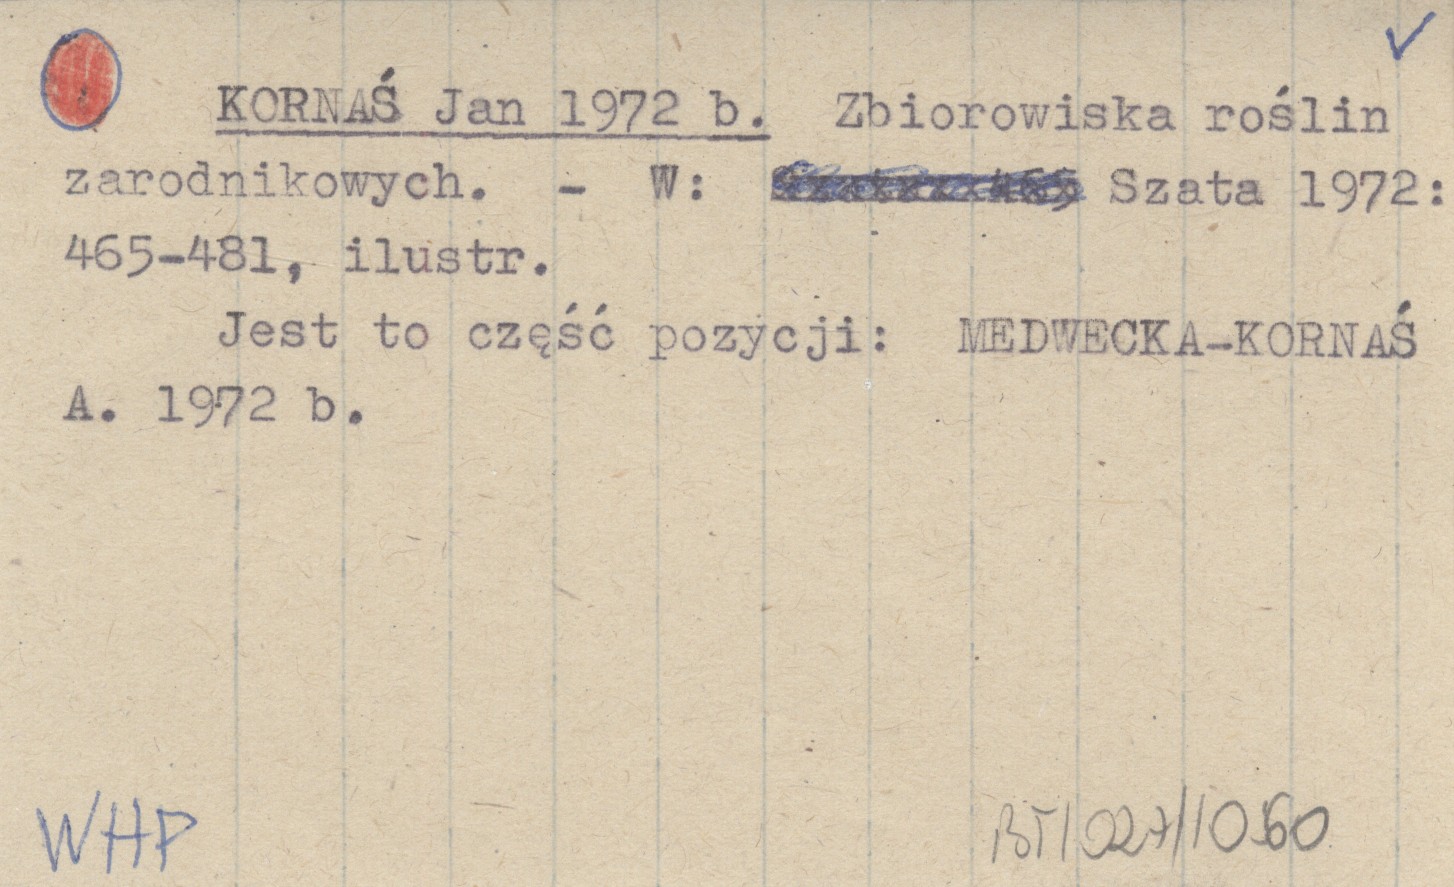 KORNAŚ Jan 1972 b. Zbiorowiska roślin
zarodnikowych. - W: Szata 1972:
465-481, ilustr.
Jest to część pozycji: MEDWECKA-KORNAŚ
A. 1972 b.
WHP
BT/027/1060